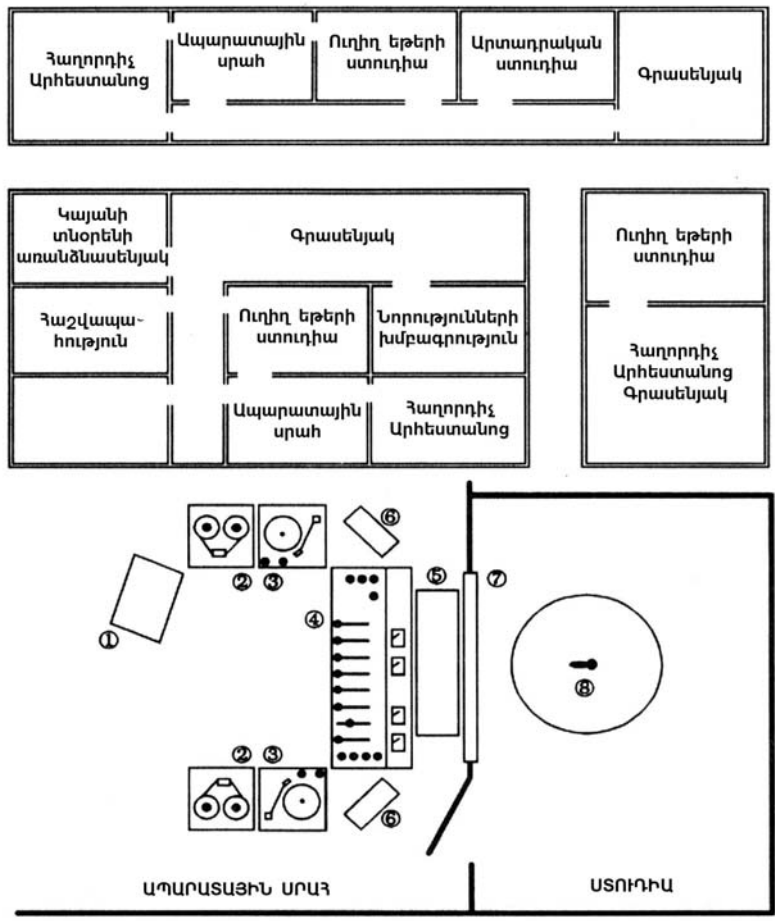 Հաղորդիչ
Արհեստանոց
Ապարատային
սրահ
Ուղիղ եթերի
ստուդիա
Արտադրական
ստուդիա
Գրասենյակ
Կայանի
տնօրենի
առանձնասենյակ
Գրասենյակ
Հաշվապա-
հություն
Ուղիղ եթերի
ստուդիա
Նորությունների
խմբագրություն
Ապարատային
սրահ
Հաղորդիչ
Արհեստանոց
Ուղիղ եթերի
ստուդիա
Հաղորդիչ
Արհեստանոց
Գրասենյակ
⑥
② ③
⑤ ⑦
④
①
⑧
② ③
⑥
ԱՊԱՐԱՏԱՅԻՆ ՍՐԱՀ
ՍՏՈՒԴԻԱ